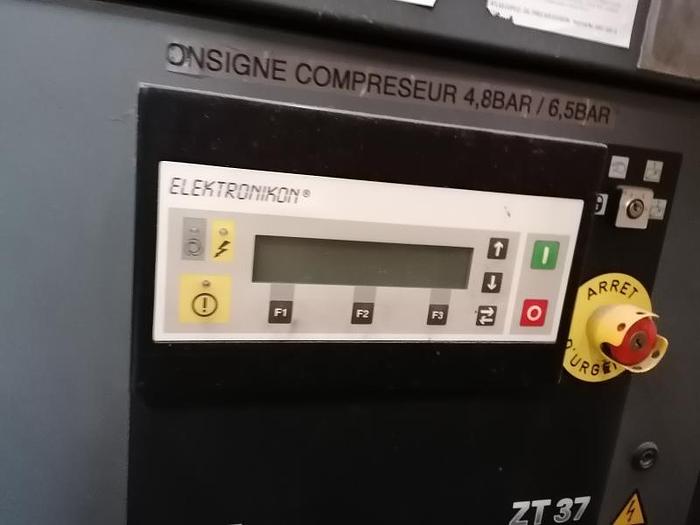 ONSIGNE COMPRESEUR 4,8BAR / 6,5BAR
ELEKTRONIKON®
F1 F2 F3
I
O
ARRET
D'URGE
ZT 37